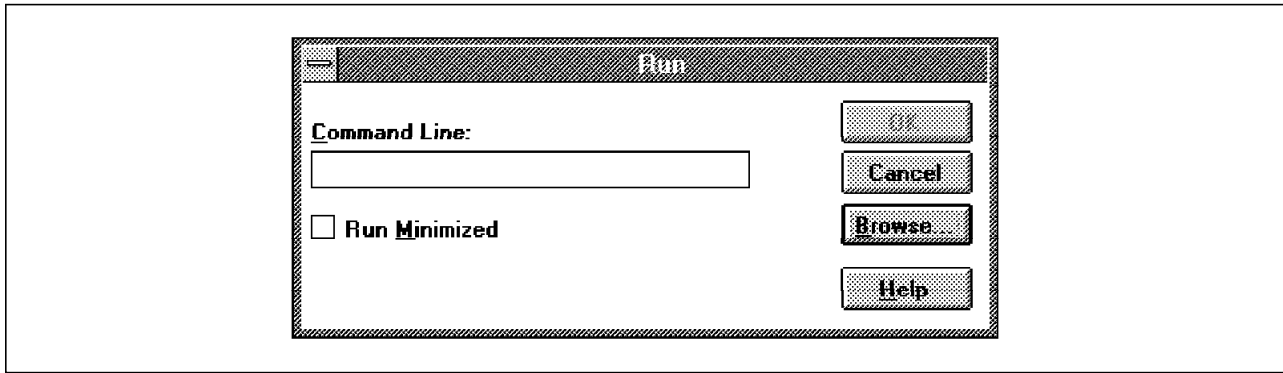 Run
Command Line:
Run Minimized
OK
Cancel
Browse...
Help